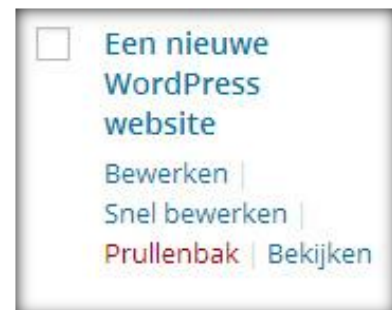 Een nieuwe
WordPress
website
Bewerken |
Snel bewerken |
Prullenbak | Bekijken